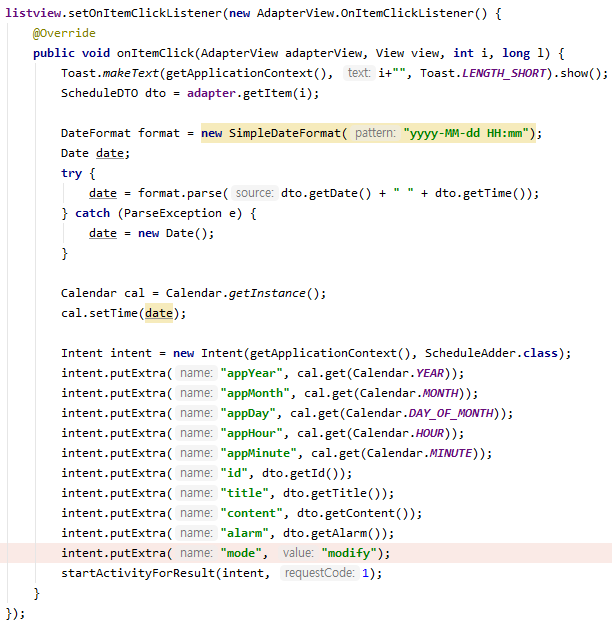 listview.setOnItemClickListener(new AdapterView.OnItemClickListener() {
    @Override
    public void onItemClick(AdapterView adapterView, View view, int i, long l) {
        Toast.makeText(getApplicationContext(), text: i+"", Toast.LENGTH_SHORT).show();
        ScheduleDTO dto = adapter.getItem(i);

        DateFormat format = new SimpleDateFormat( pattern: "yyyy-MM-dd HH:mm");
        Date date;
        try {
            date = format.parse( source: dto.getDate() + " " + dto.getTime());
        } catch (ParseException e) {
            date = new Date();
        }

        Calendar cal = Calendar.getInstance();
        cal.setTime(date);

        Intent intent = new Intent(getApplicationContext(), ScheduleAdder.class);
        intent.putExtra( name: "appYear", cal.get(Calendar.YEAR));
        intent.putExtra( name: "appMonth", cal.get(Calendar.MONTH));
        intent.putExtra( name: "appDay", cal.get(Calendar.DAY_OF_MONTH));
        intent.putExtra( name: "appHour", cal.get(Calendar.HOUR));
        intent.putExtra( name: "appMinute", cal.get(Calendar.MINUTE));
        intent.putExtra( name: "id", dto.getId());
        intent.putExtra( name: "title", dto.getTitle());
        intent.putExtra( name: "content", dto.getContent());
        intent.putExtra( name: "alarm", dto.getAlarm());
        intent.putExtra( name: "mode", value: "modify");
        startActivityForResult(intent, requestCode: 1);
    }
});